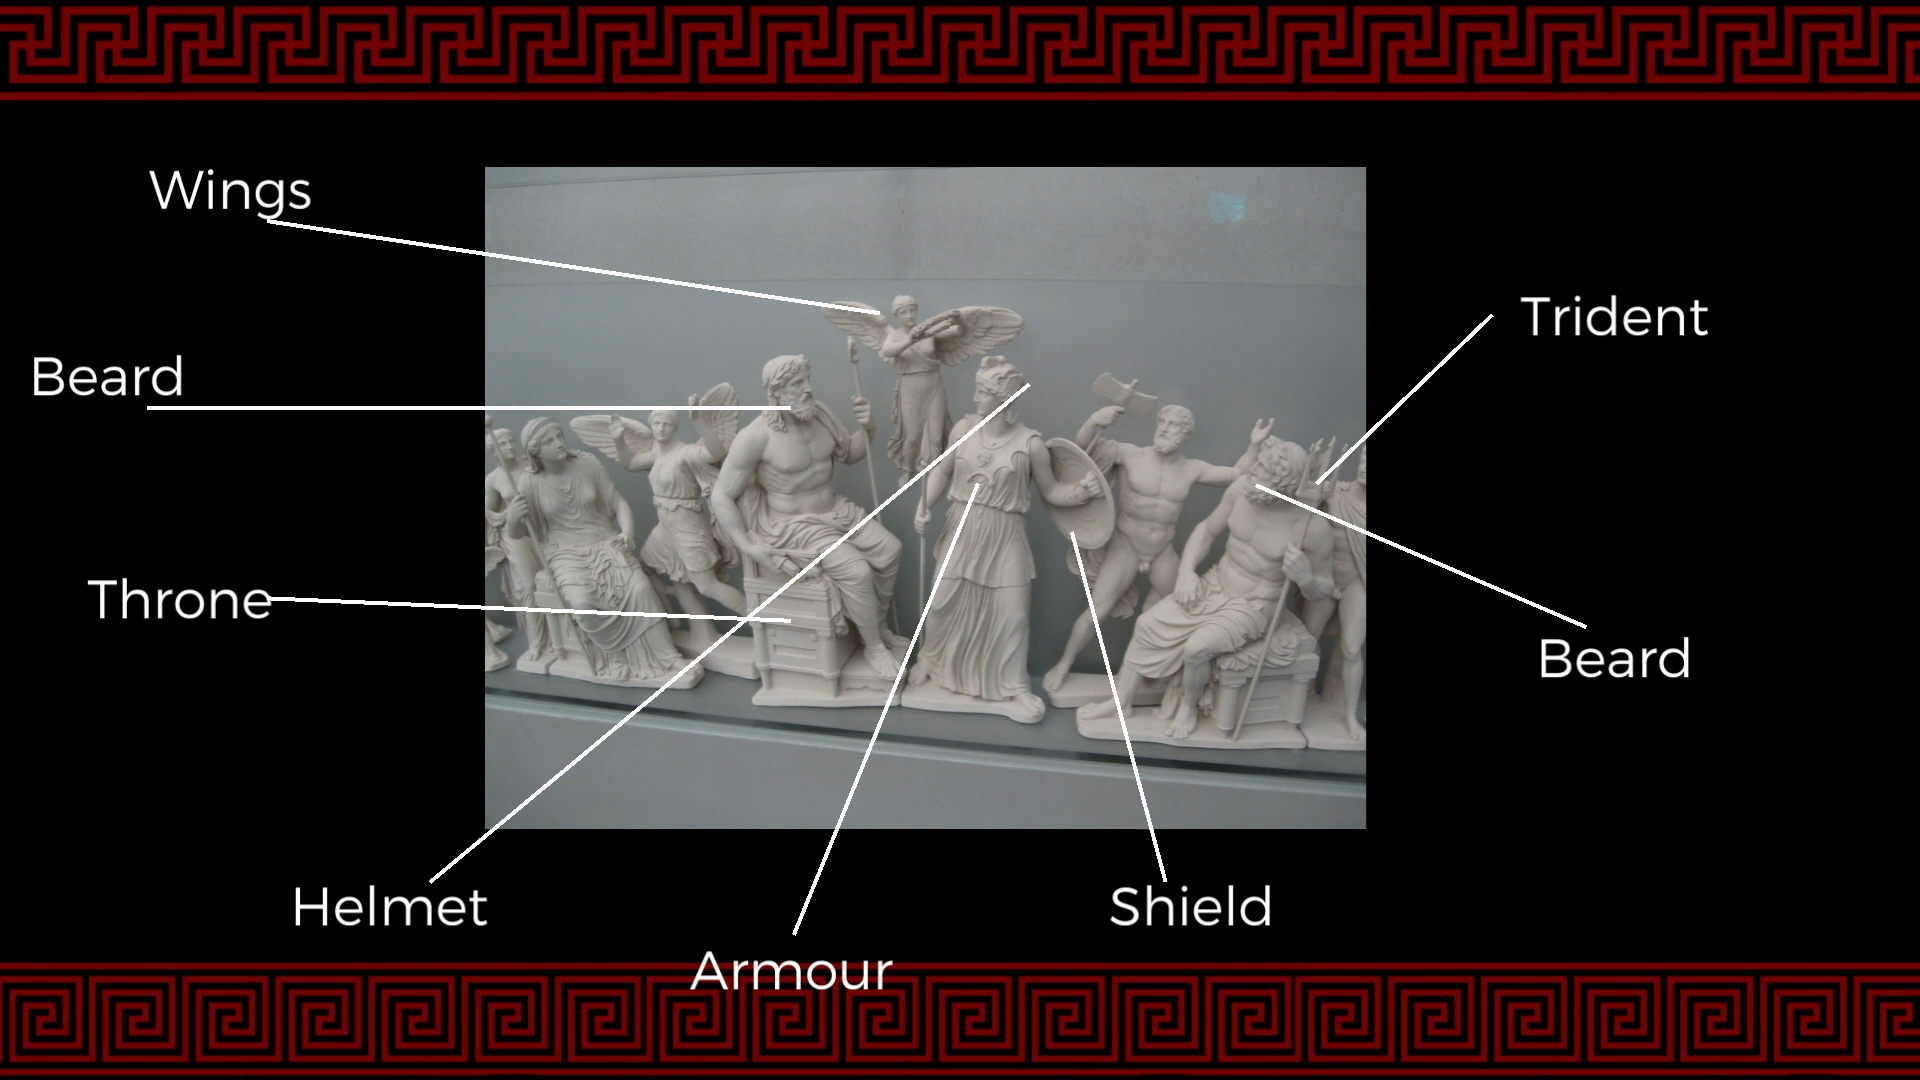 Wings
Trident
Beard
Throne
Beard
Helmet
Shield
Armour